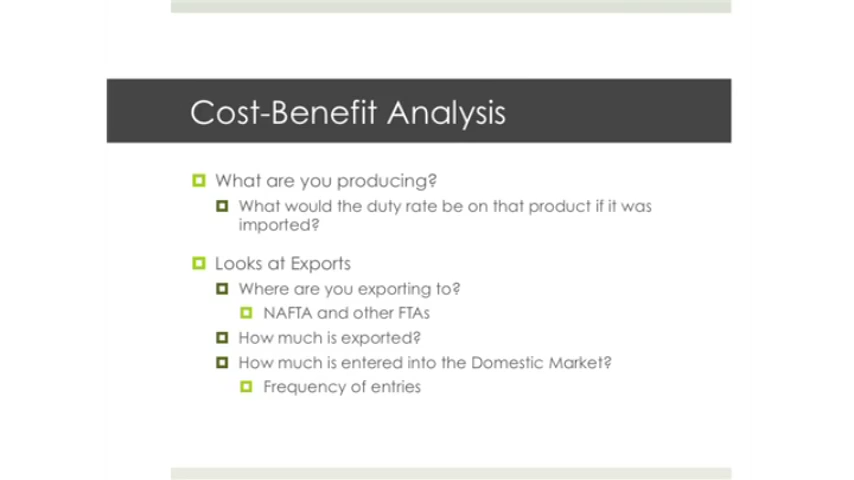 Cost-Benefit Analysis
What are you producing?
What would the duty rate be on that product if it was
imported?
Looks at Exports
Where are you exporting to?
NAFTA and other FTAs
How much is exported?
How much is entered into the Domestic Market?
Frequency of entries